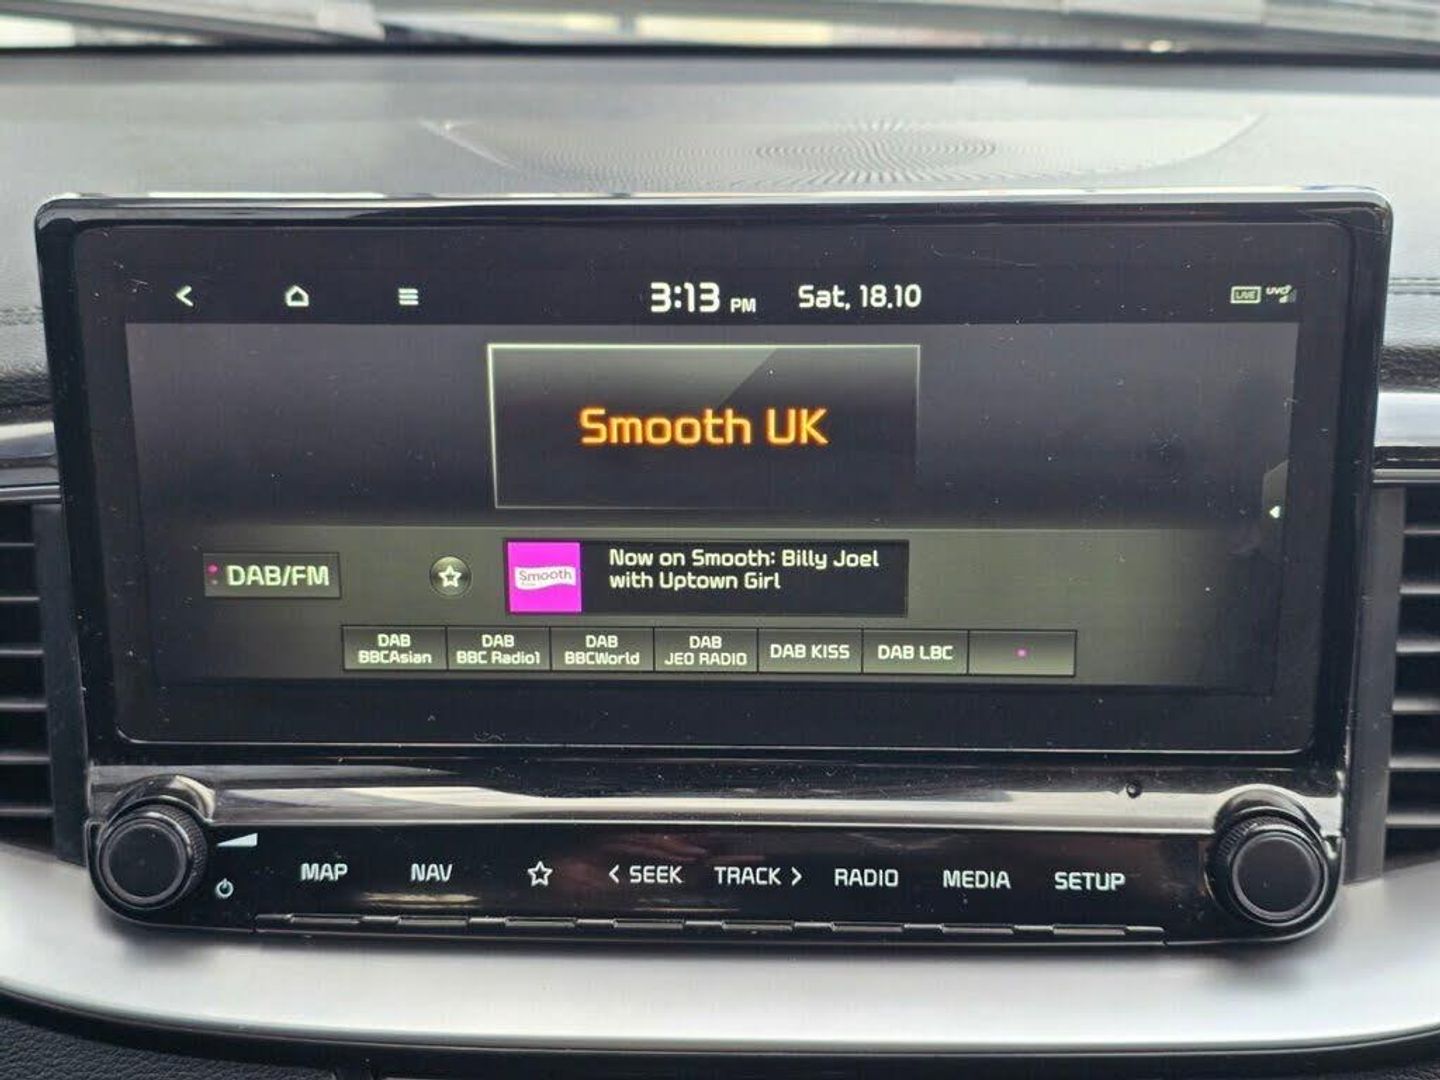 3:13 PM Sat, 18.10
LIVE UVO
Smooth UK
DAB/FM
Smooth
Now on Smooth: Billy Joel
with Uptown Girl
DAB
BBCAsian
DAB
BBC Radio1
DAB
BBCWorld
DAB
JEO RADIO
DAB KISS
DAB LBC
MAP
NAV
< SEEK
TRACK >
RADIO
MEDIA
SETUP